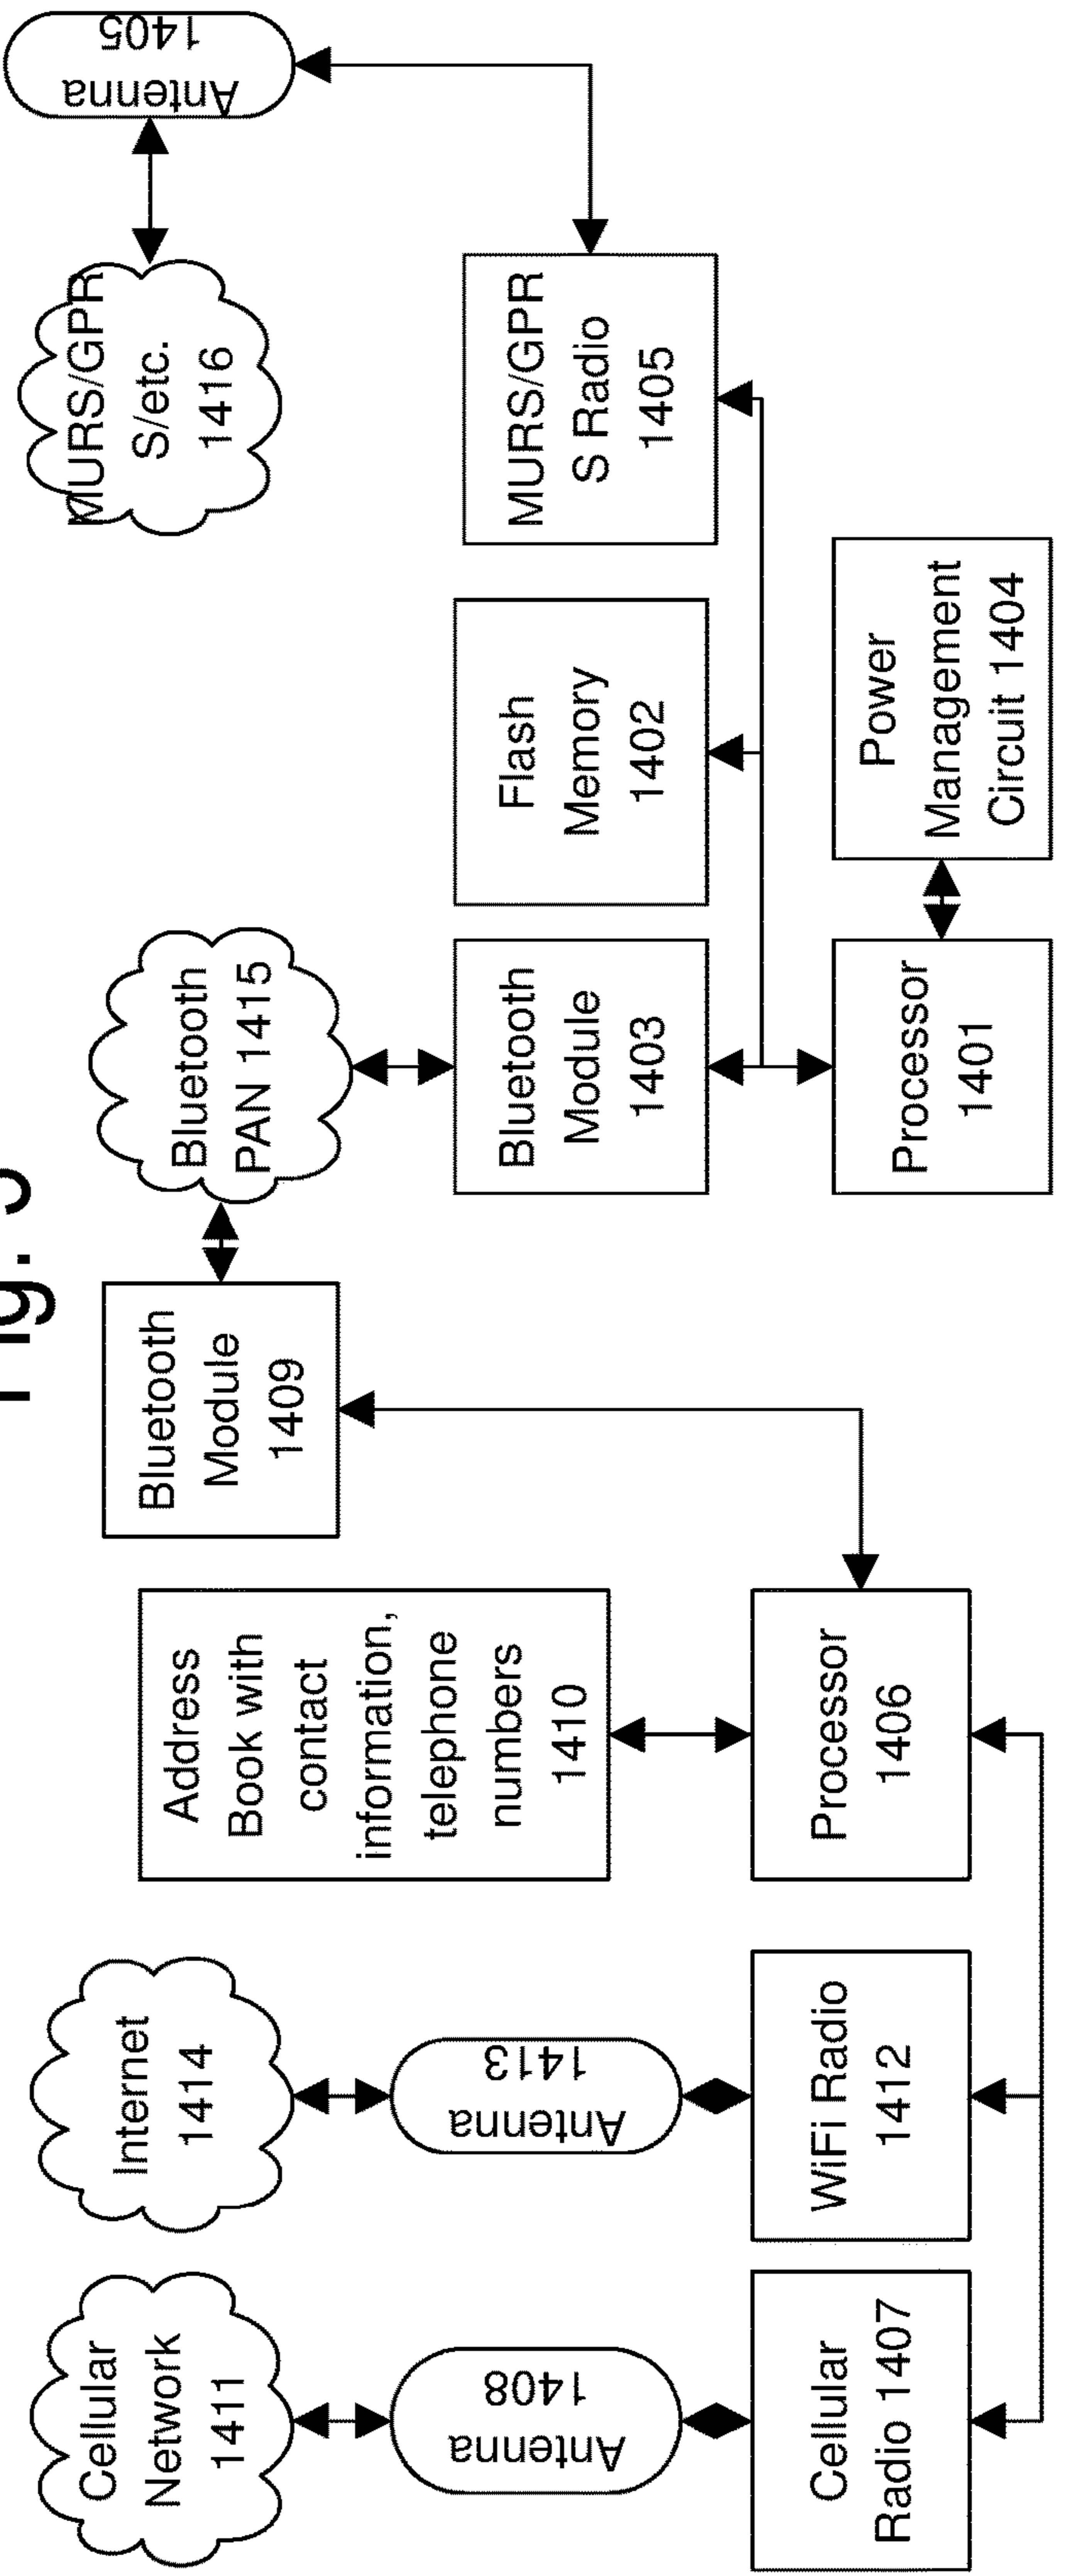 Fig. 5
Cellular
Network
1411
Internet
1414
Address
Book with
contact
information,
telephone
numbers
1410
Bluetooth
Module
1409
Bluetooth
PAN 1415
MURS/GPR
S/etc.
1416
Antenna
1405
Antenna
1408
Antenna
1413
Bluetooth
Module
1403
Flash
Memory
1402
MURS/GPR
S Radio
1405
Cellular
Radio 1407
WiFi Radio
1412
Processor
1406
Processor
1401
Power
Management
Circuit 1404